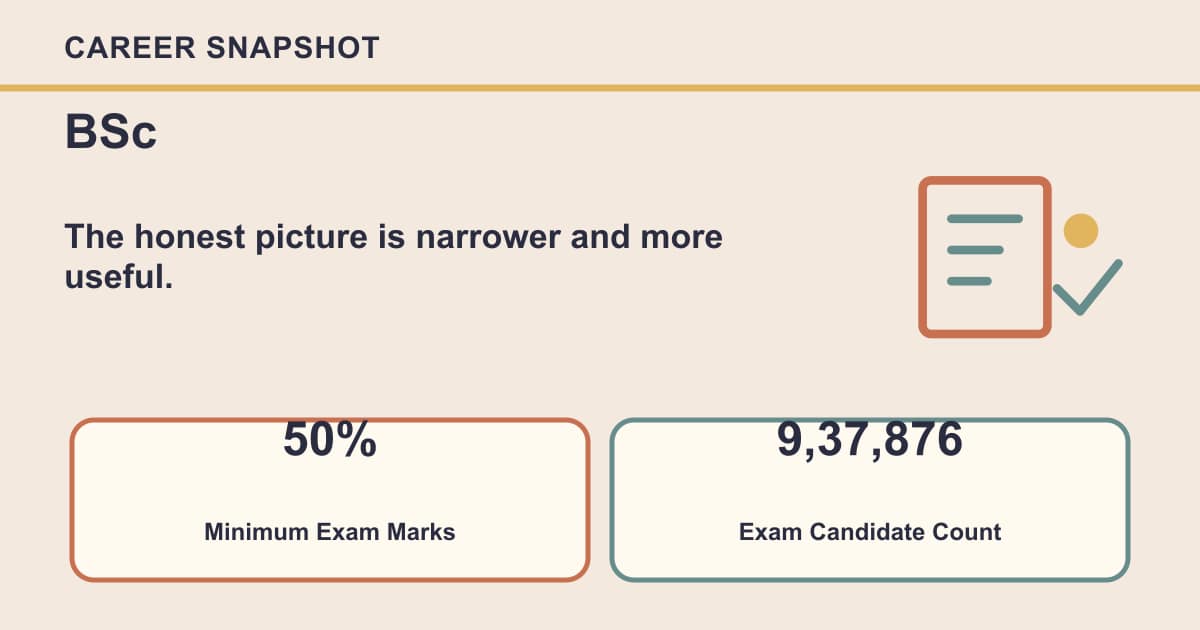 CAREER SNAPSHOT
BSc
The honest picture is narrower and more
useful.
50%
Minimum Exam Marks
9,37,876
Exam Candidate Count